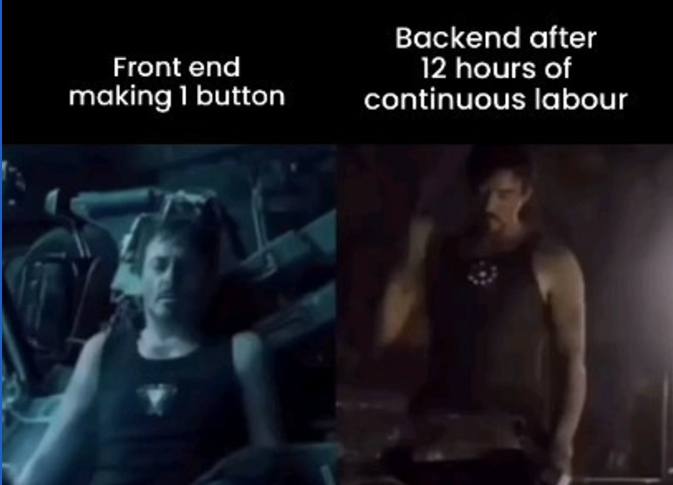 Front end
making 1 button
Backend after
12 hours of
continuous labour